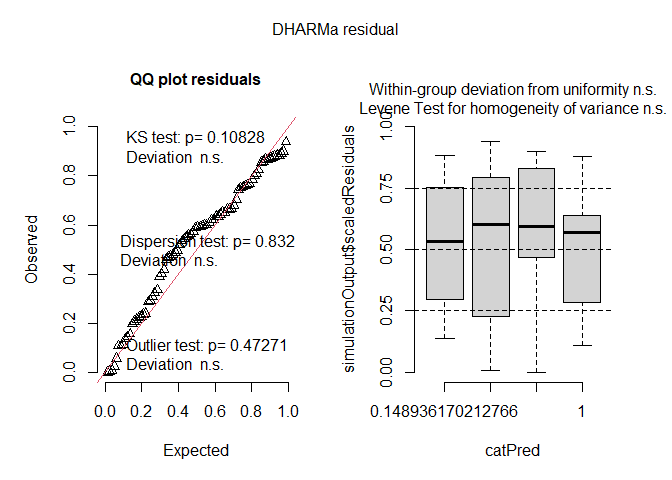 DHARMa residual
QQ plot residuals
KS test: p= 0.10828
Deviation n.s.
Dispersion test: p= 0.832
Deviation n.s.
Outlier test: p= 0.47271
Deviation n.s.
Observed
0.0 0.2 0.4 0.6 0.8 1.0
0.0 0.2 0.4 0.6 0.8 1.0
Expected
Within-group deviation from uniformity n.s.
Levene Test for homogeneity of variance n.s.
simulationOutput$scaledResiduals
0.00 0.25 0.50 0.75 1.00
0.148936170212766 1
catPred